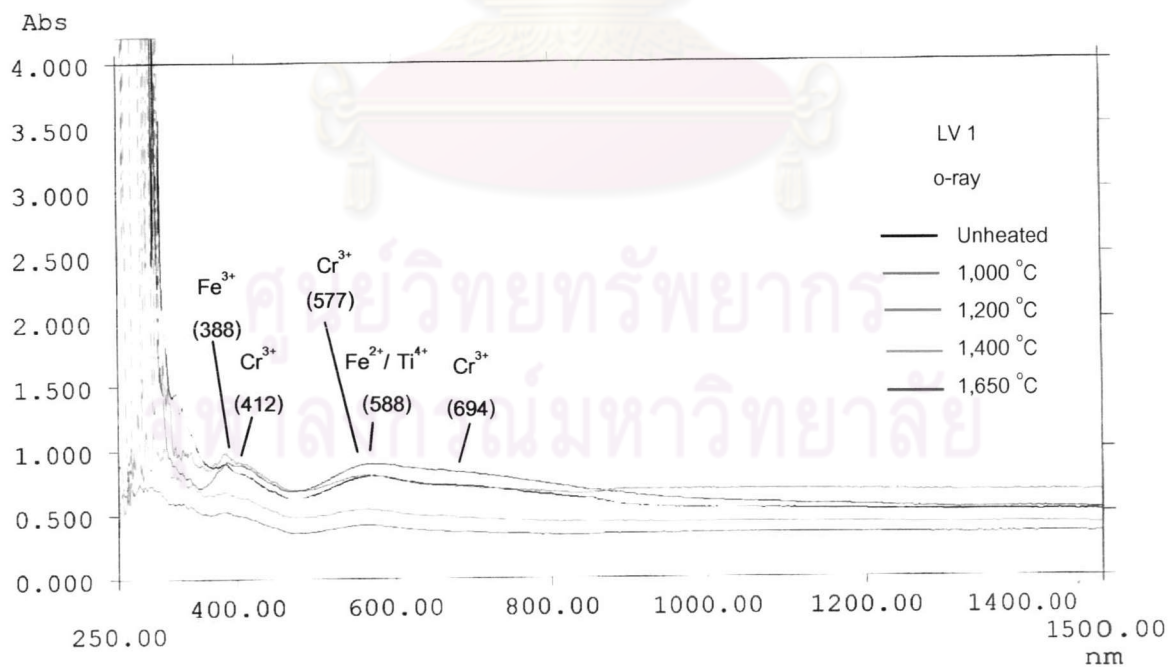 Abs
4.000
3.500
3.000
2.500
2.000
1.500
1.000
0.500
0.000
250.00
400.00
600.00
800.00
1000.00
1200.00
1400.00
1500.00
nm
LV 1
o-ray
Unheated
1,000 °C
1,200 °C
1,400 °C
1,650 °C
Fe³⁺
(388)
Cr³⁺
(412)
Cr³⁺
(577)
Fe²⁺/ Ti⁴⁺
(588)
Cr³⁺
(694)
ศูนย์วิทยทรัพยากร
จุฬาลงกรณ์มหาวิทยาลัย